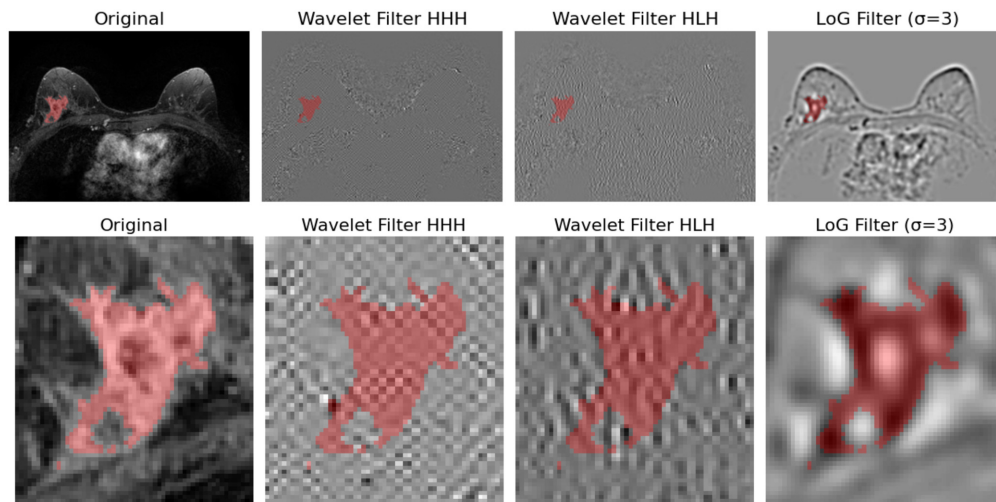 Original
Wavelet Filter HHH
Wavelet Filter HLH
LoG Filter (σ=3)
Original
Wavelet Filter HHH
Wavelet Filter HLH
LoG Filter (σ=3)